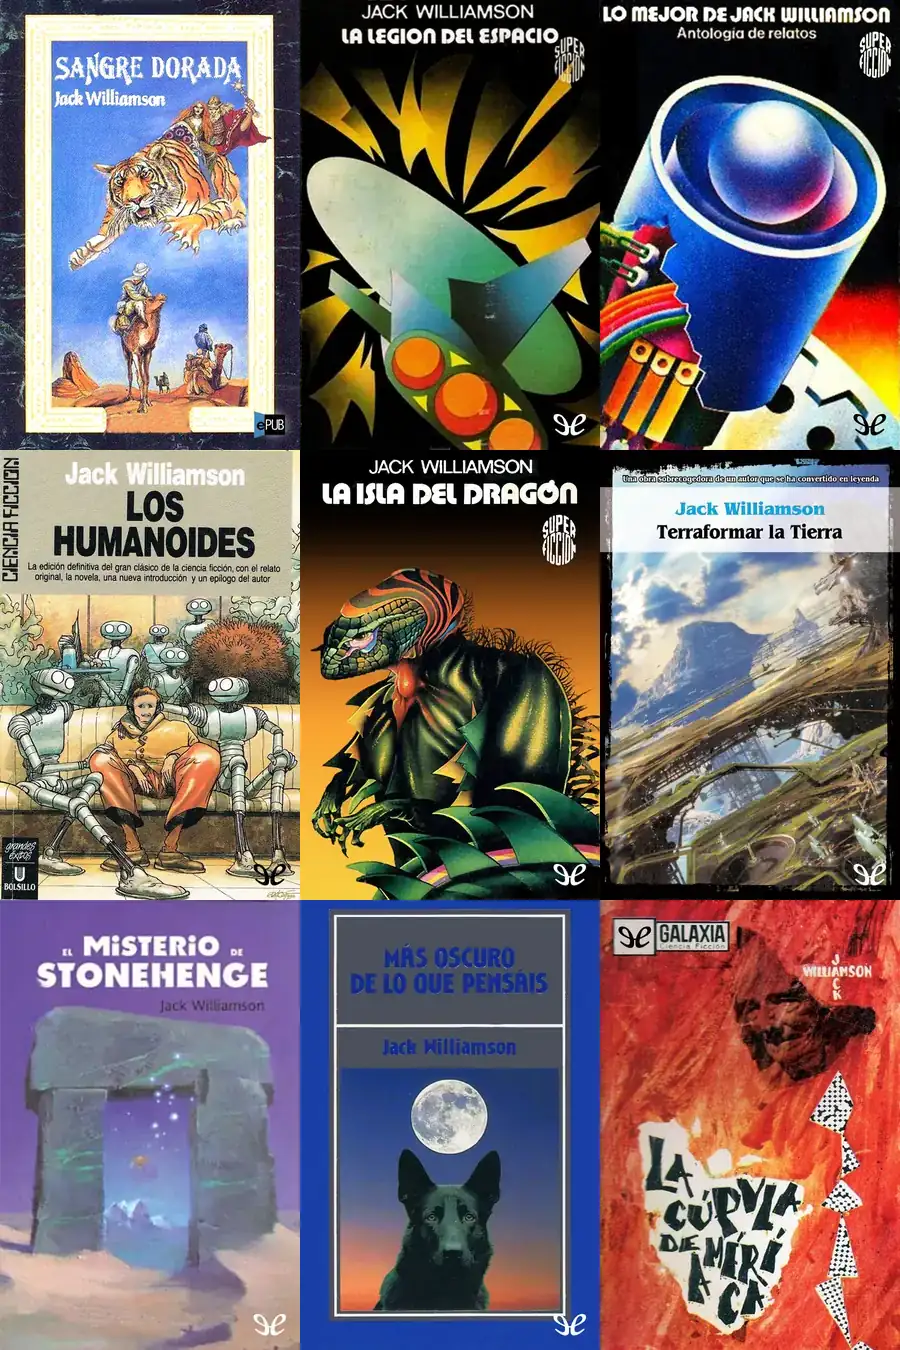 SANGRE DORADA
Jack Williamson
ePUB
JACK WILLIAMSON
LA LEGION DEL ESPACIO
SUPER
FICCION
LO MEJOR DE JACK WILLIAMSON
Antología de relatos
SUPER
FICCION
CIENCIA FICCION
Jack Williamson
LOS
HUMANOIDES
La edición definitiva del gran clásico de la ciencia ficción, con el relato
original, la novela, una nueva introducción y un epílogo del autor
grandes
éxitos
BOLSILLO
JACK WILLIAMSON
LA ISLA DEL DRAGÓN
SUPER
FICCION
Una obra sobrecogedora de un autor que se ha convertido en leyenda
Jack Williamson
Terraformar la Tierra
EL MISTERIO DE
STONEHENGE
Jack Williamson
MÁS OSCURO
DE LO QUE PENSÁIS
Jack Williamson
GALAXIA
Ciencia Ficción
JACK
WILLIAMSON
LA
CÚPULA
DE AMÉRICA